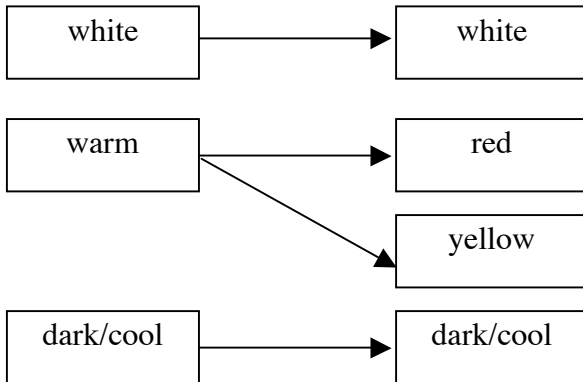 white white
warm red
yellow
dark/cool dark/cool